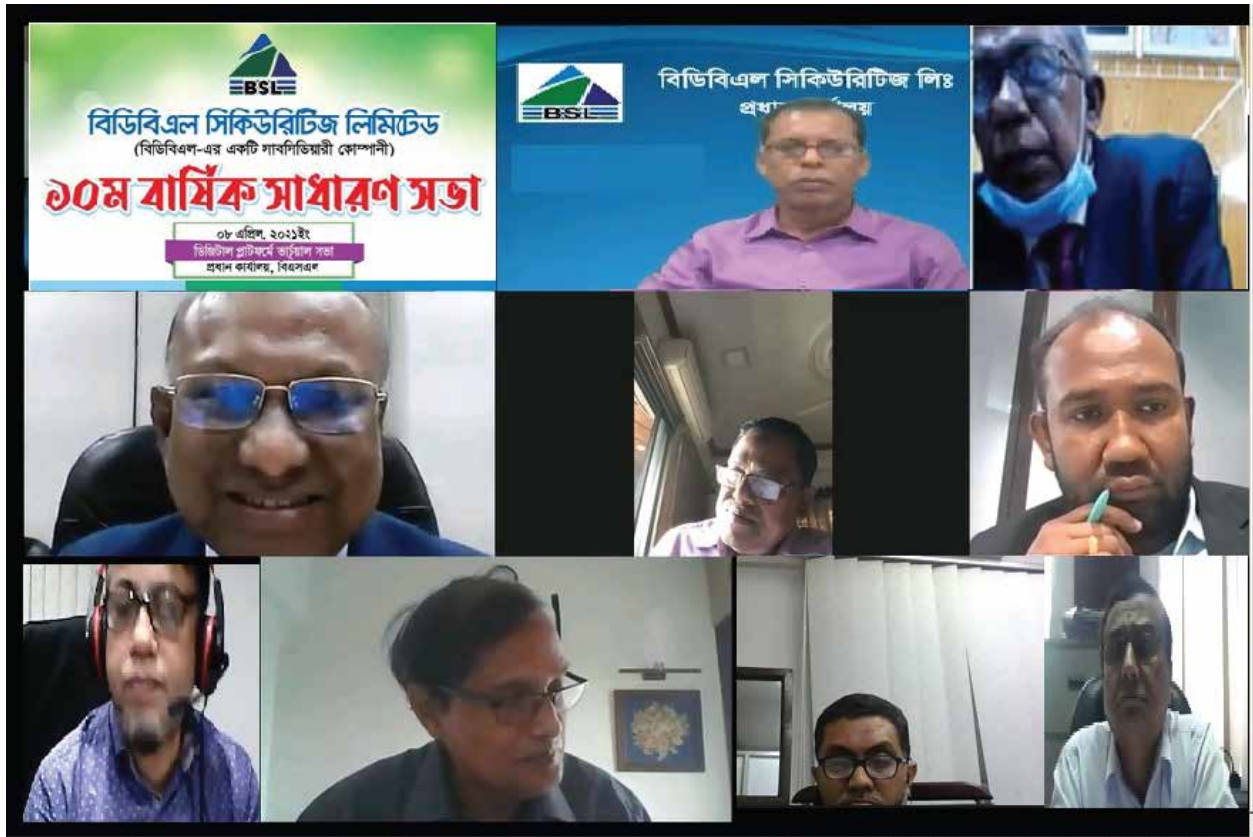 BSL
বিডিবিএল সিকিউরিটিজ লিমিটেড
(বিডিবিএল-এর একটি সাবসিডিয়ারী কোম্পানী)
১০ম বার্ষিক সাধারণ সভা
০৮ এপ্রিল, ২০২১ইং
ডিজিটাল প্লাটফর্মে ভার্চুয়াল সভা
প্রধান কার্যালয়, বিএসএল
BSL
বিডিবিএল সিকিউরিটিজ লিঃ